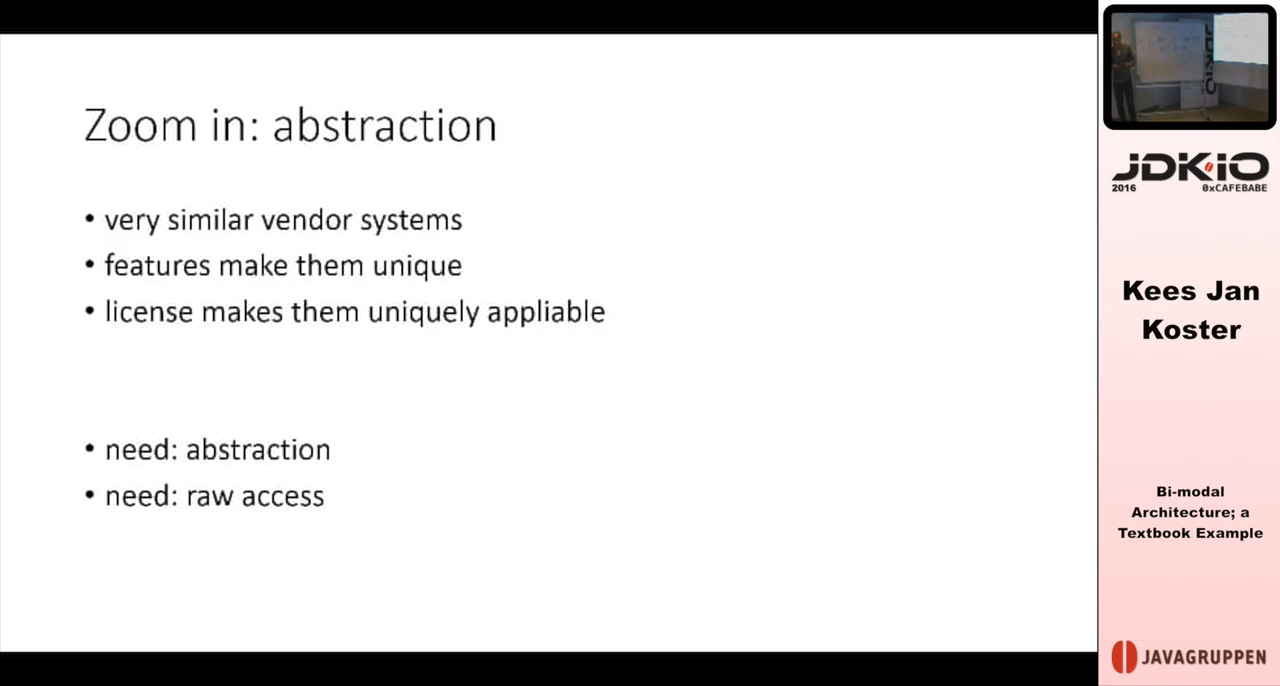 Zoom in: abstraction
• very similar vendor systems
• features make them unique
• license makes them uniquely appliable
• need: abstraction
• need: raw access
JDK.IO
2016 0xCAFEBABE
Kees Jan
Koster
Bi-modal
Architecture; a
Textbook Example
JAVAGRUPPEN